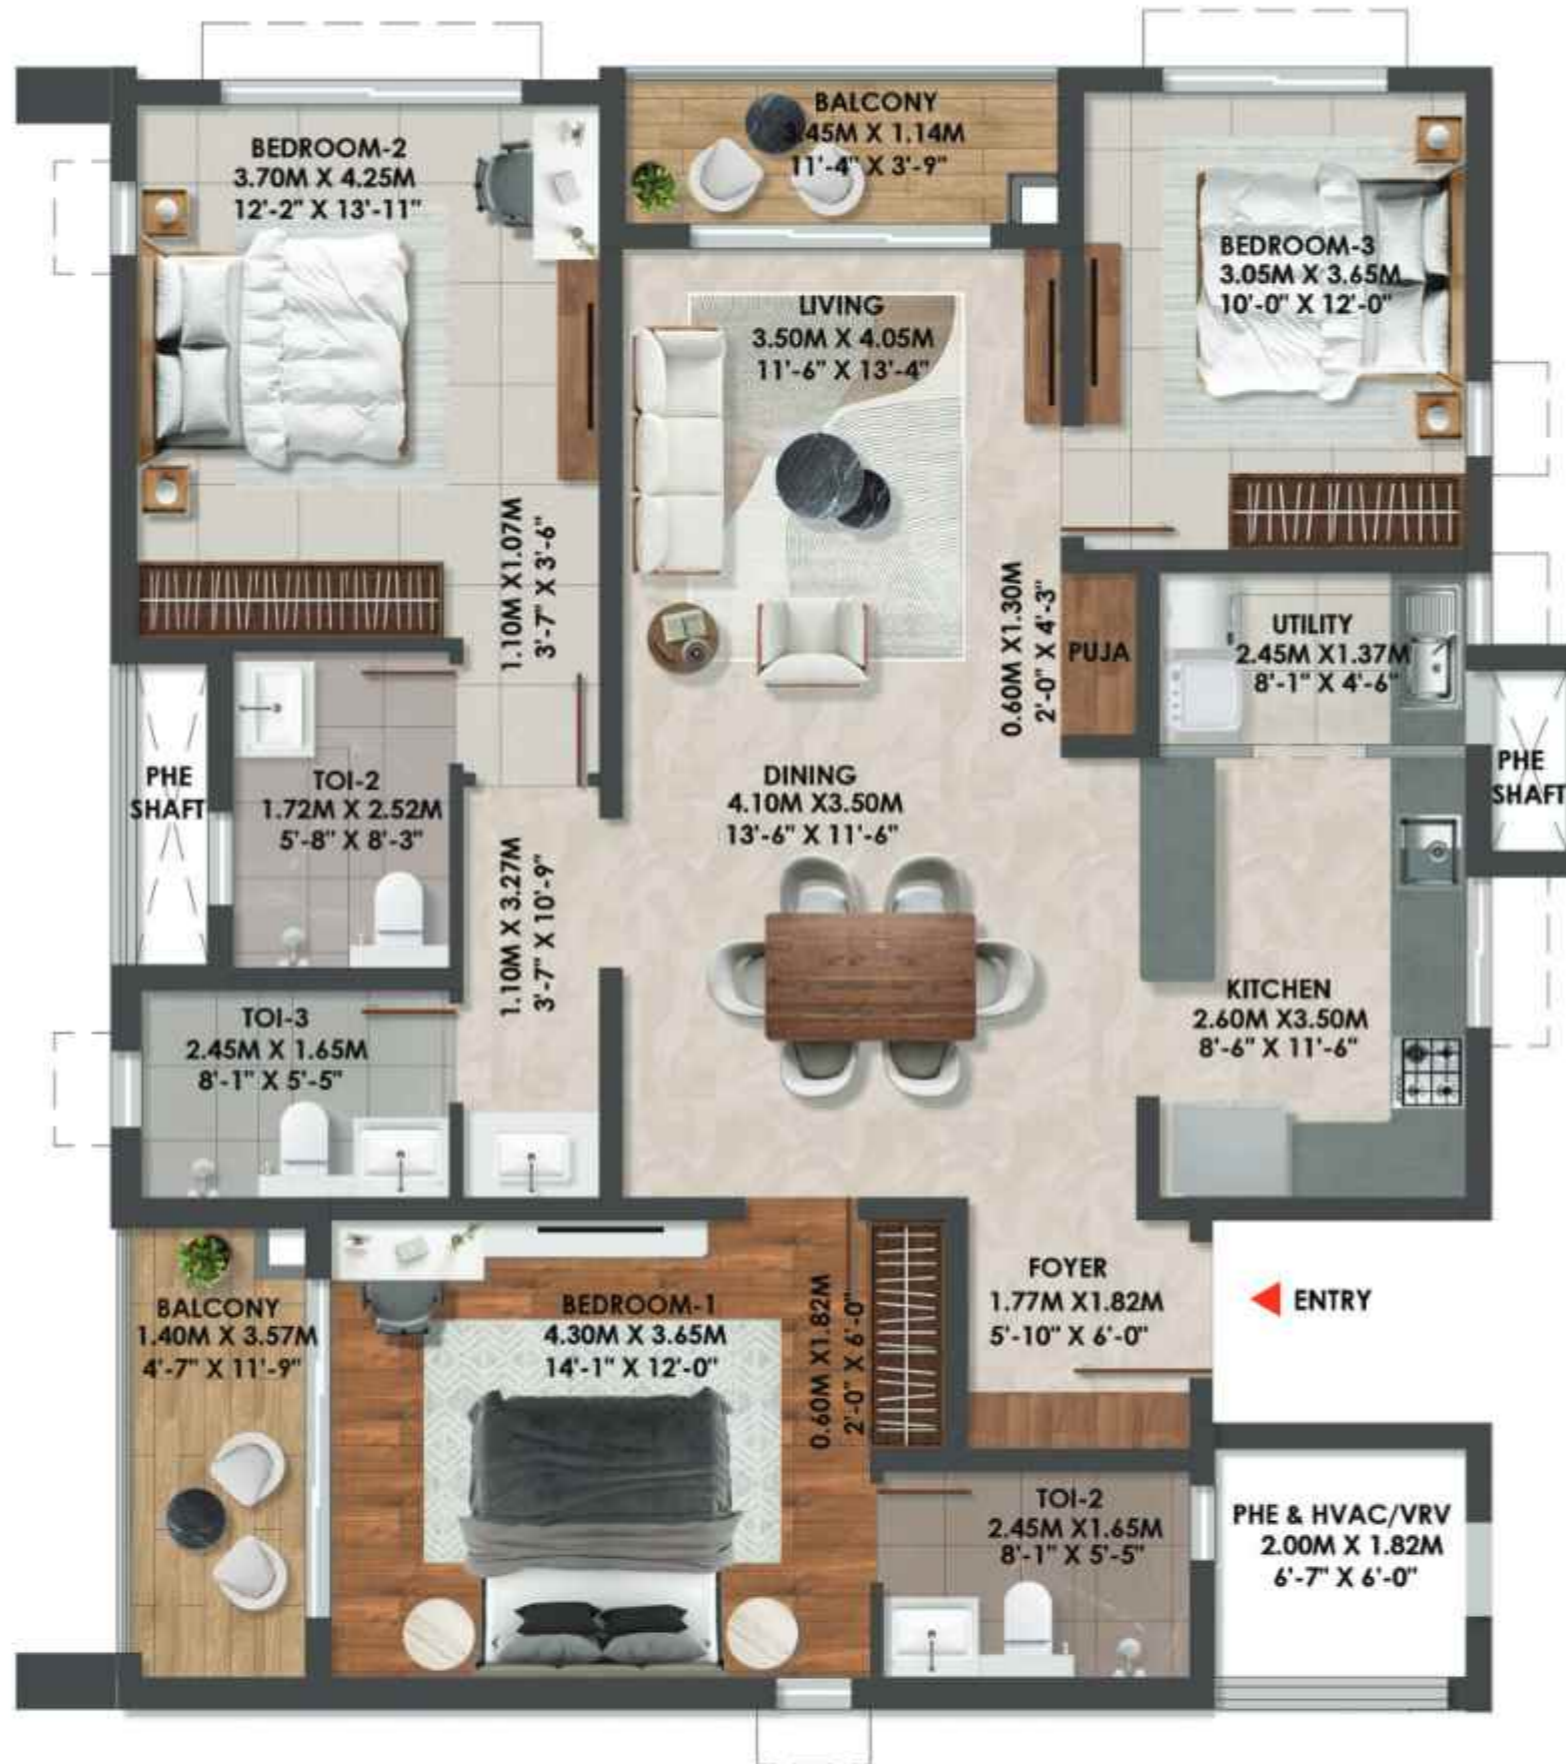 BALCONY
3.45M X 1.14M
11'-4" X 3'-9"
BEDROOM-2
3.70M X 4.25M
12'-2" X 13'-11"
BEDROOM-3
3.05M X 3.65M
10'-0" X 12'-0"
LIVING
3.50M X 4.05M
11'-6" X 13'-4"
1.10M X1.07M
3'-7" X 3'-6"
0.60M X1.30M
2'-0" X 4'-3"
PUJA
UTILITY
2.45M X1.37M
8'-1" X 4'-6"
PHE
SHAFT
TOI-2
1.72M X 2.52M
5'-8" X 8'-3"
DINING
4.10M X3.50M
13'-6" X 11'-6"
PHE
SHAFT
1.10M X 3.27M
3'-7" X 10'-9"
KITCHEN
2.60M X3.50M
8'-6" X 11'-6"
TOI-3
2.45M X 1.65M
8'-1" X 5'-5"
FOYER
1.77M X1.82M
5'-10" X 6'-0"
ENTRY
BALCONY
1.40M X 3.57M
4'-7" X 11'-9"
BEDROOM-1
4.30M X 3.65M
14'-1" X 12'-0"
0.60M X1.82M
2'-0" X 6'-0"
TOI-2
2.45M X1.65M
8'-1" X 5'-5"
PHE & HVAC/VRV
2.00M X 1.82M
6'-7" X 6'-0"